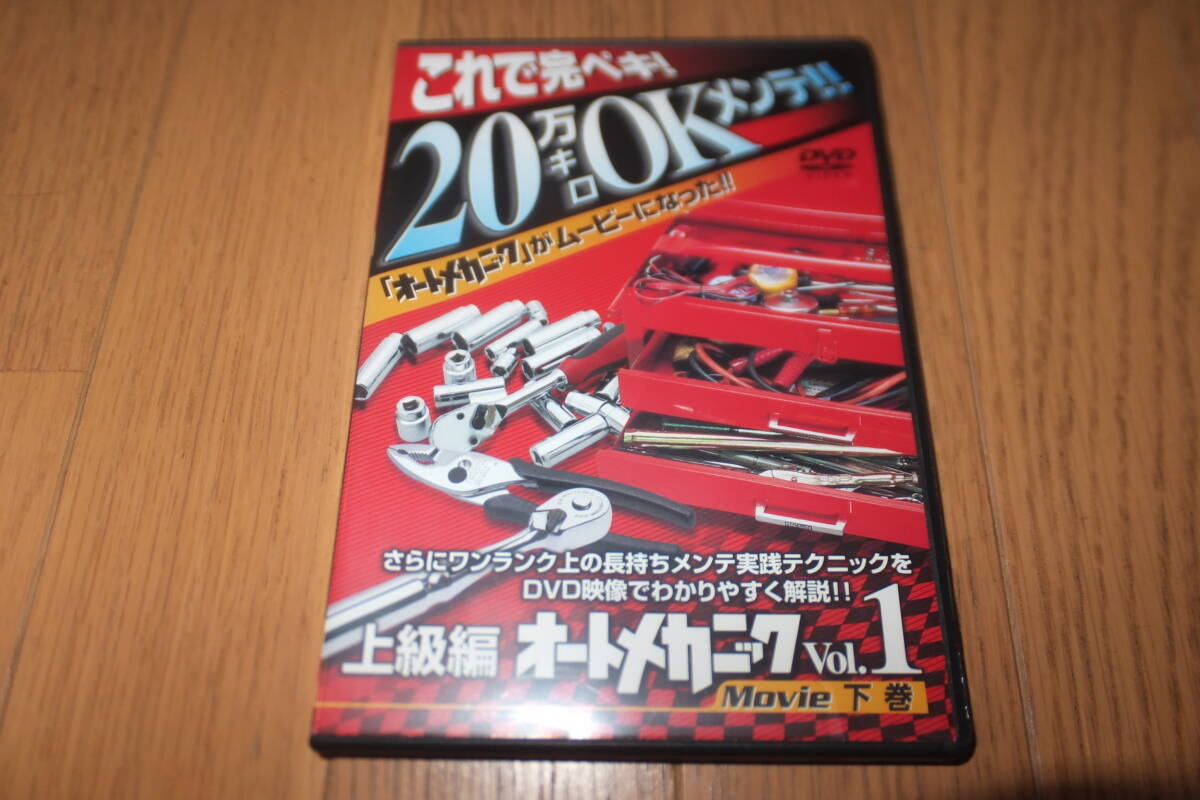 これで完ペキ!
20万キロOKメンテ!!
DVD
VIDEO
「オートメカニック」がムービーになった!!
さらにワンランク上の長持ちメンテ実践テクニックを
DVD映像でわかりやすく解説!!
上級編 オートメカニック Vol.1
Movie 下巻